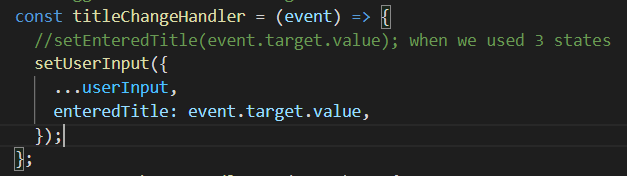 const titleChangeHandler = (event) => {
//setEnteredTitle(event.target.value); when we used 3 states
setUserInput({
...userInput,
enteredTitle: event.target.value,
});
};